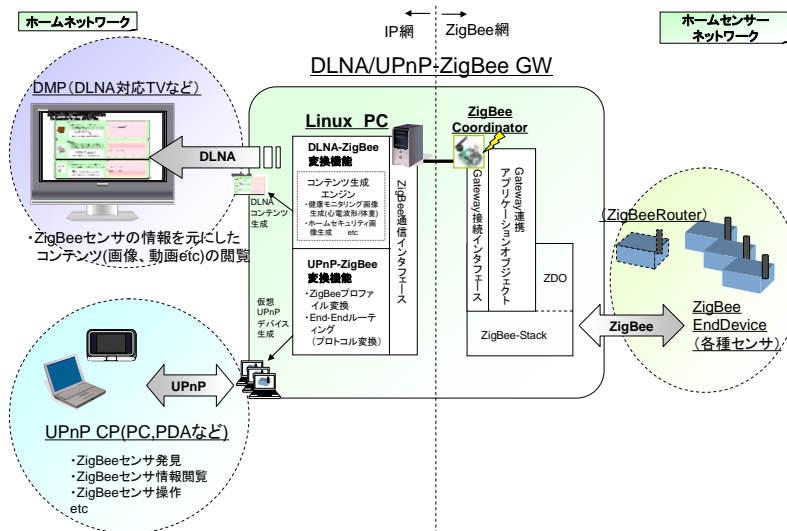 ホームネットワーク
IP網
ZigBee網
ホームセンサー
ネットワーク
DLNA/UPnP-ZigBee GW
DMP(DLNA対応TVなど)
DLNA
・ZigBeeセンサの情報を元にした
コンテンツ(画像、動画etc)の閲覧
Linux PC
DLNA-ZigBee
変換機能
コンテンツ生成
エンジン
・健康モニタリング画像
生成(心電波形/体重)
・ホームセキュリティ画
像生成 etc
UPnP-ZigBee
変換機能
・ZigBeeプロファ
イル変換
・End-Endルーティ
ング
(プロトコル変換)
ZigBee通信インタフェース
DLNA
コンテンツ
生成
仮想
UPnP
デバイス
生成
ZigBee
Coordinator
Gateway接続インタフェース
Gateway連携
アプリケーションオブジェクト
ZDO
ZigBee-Stack
(ZigBeeRouter)
ZigBee
ZigBee
EndDevice
(各種センサ)
UPnP
UPnP CP(PC,PDAなど)
・ZigBeeセンサ発見
・ZigBeeセンサ情報閲覧
・ZigBeeセンサ操作
etc